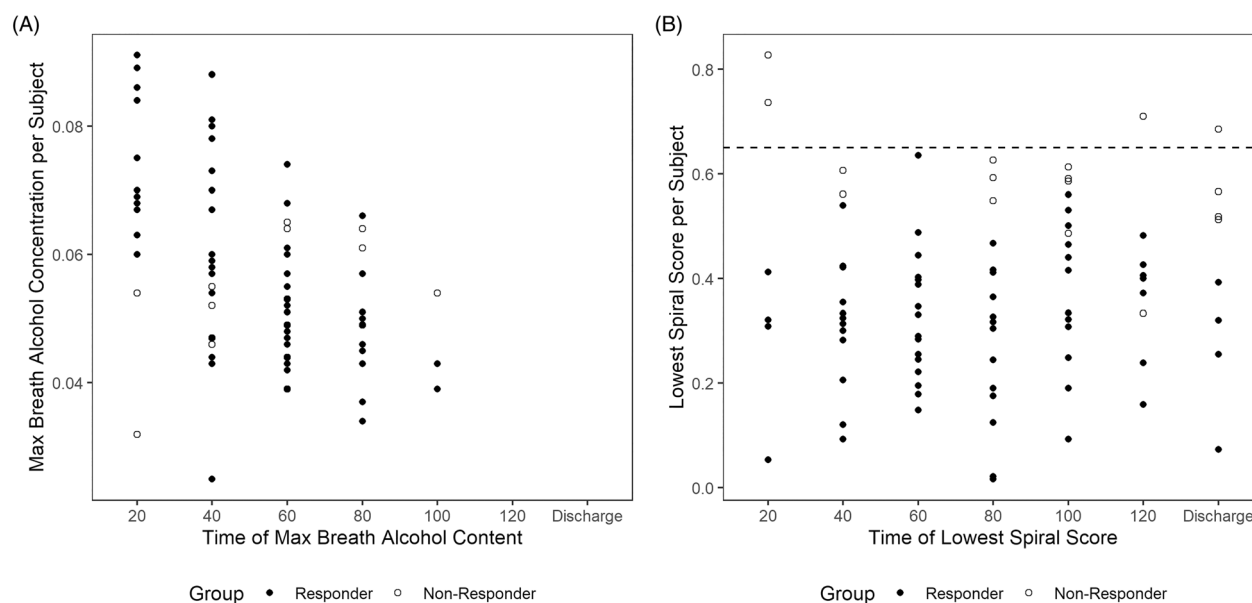 (A)
Max Breath Alcohol Concentration per Subject
0.08
0.06
0.04
20 40 60 80 100 120 Discharge
Time of Max Breath Alcohol Content
Group Responder Non-Responder
(B)
Lowest Spiral Score per Subject
0.8
0.6
0.4
0.2
0.0
20 40 60 80 100 120 Discharge
Time of Lowest Spiral Score
Group Responder Non-Responder